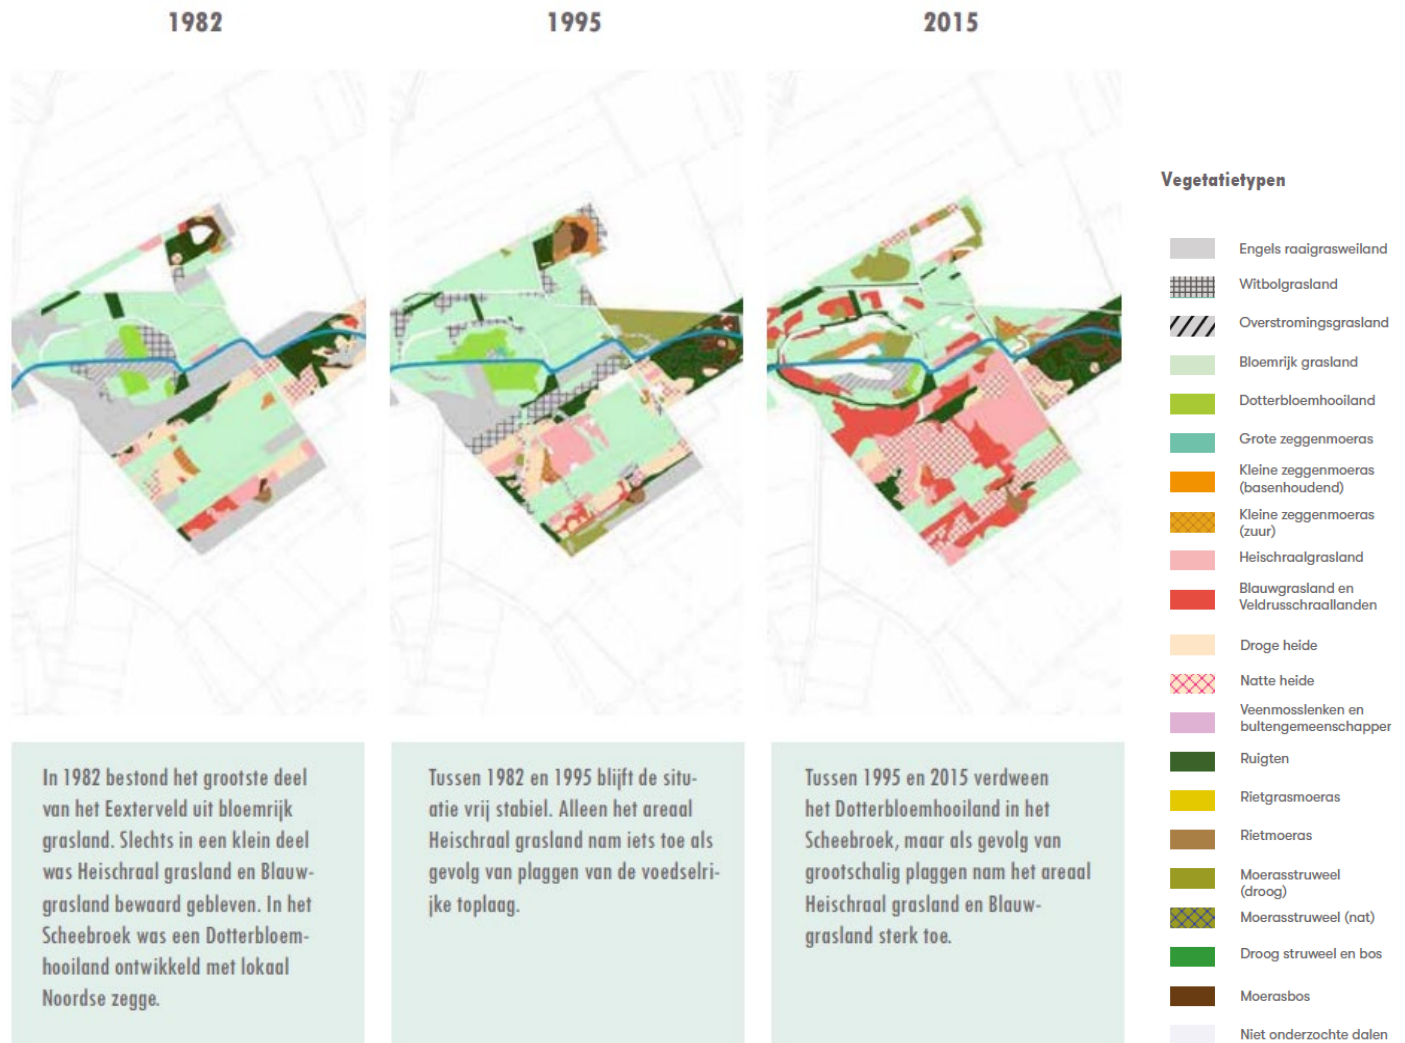 1982
1995
2015
In 1982 bestond het grootste deel
van het Eexterveld uit bloemrijk
grasland. Slechts in een klein deel
was Heischraal grasland en Blauw-
grasland bewaard gebleven. In het
Scheebroek was een Dotterbloem-
hooiland ontwikkeld met lokaal
Noordse zegge.
Tussen 1982 en 1995 blijft de situ-
atie vrij stabiel. Alleen het areaal
Heischraal grasland nam iets toe als
gevolg van plaggen van de voedselri-
jke toplaag.
Tussen 1995 en 2015 verdween
het Dotterbloemhooiland in het
Scheebroek, maar als gevolg van
grootschalig plaggen nam het areaal
Heischraal grasland en Blauw-
grasland sterk toe.
Vegetatietypen
Engels raaigrasweiland
Witbolgrasland
Overstromingsgrasland
Bloemrijk grasland
Dotterbloemhooiland
Grote zeggenmoeras
Kleine zeggenmoeras
(basenhoudend)
Kleine zeggenmoeras
(zuur)
Heischraalgrasland
Blauwgrasland en
Veldrusschraallanden
Droge heide
Natte heide
Veenmosslenken en
bultengemeenschapper
Ruigten
Rietgrasmoeras
Rietmoeras
Moerasstruweel
(droog)
Moerasstruweel (nat)
Droog struweel en bos
Moerasbos
Niet onderzochte dalen